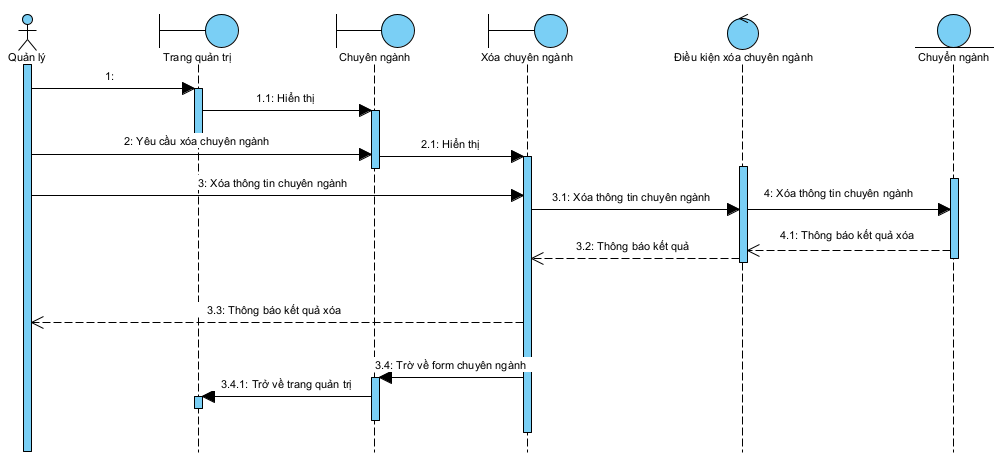 Quản lý
Trang quản trị
Chuyên ngành
Xóa chuyên ngành
Điều kiện xóa chuyên ngành
Chuyển ngành
1:
1.1: Hiển thị
2: Yêu cầu xóa chuyên ngành
2.1: Hiển thị
3: Xóa thông tin chuyên ngành
3.1: Xóa thông tin chuyên ngành
4: Xóa thông tin chuyên ngành
4.1: Thông báo kết quả xóa
3.2: Thông báo kết quả
3.3: Thông báo kết quả xóa
3.4: Trờ về form chuyên ngành
3.4.1: Trở về trang quản trị